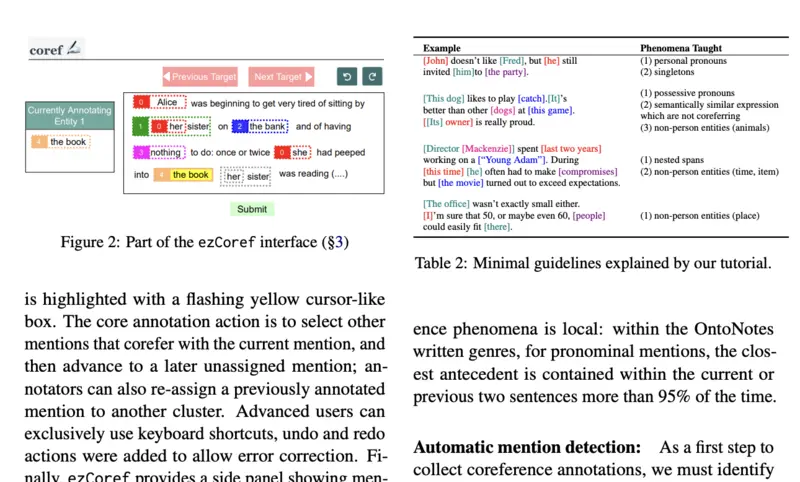 coref
Previous Target
Next Target
Currently Annotating
Entity 1
4 the book
0 Alice was beginning to get very tired of sitting by
1 0 her sister on 2 the bank and of having
3 nothing to do: once or twice 0 she had peeped
into 4 the book her sister was reading (....)
Submit
Figure 2: Part of the ezCoref interface (§3)
is highlighted with a flashing yellow cursor-like
box. The core annotation action is to select other
mentions that corefer with the current mention, and
then advance to a later unassigned mention; an-
notators can also re-assign a previously annotated
mention to another cluster. Advanced users can
exclusively use keyboard shortcuts, undo and redo
actions were added to allow error correction. Fi-
nally, ezCoref provides a side panel showing men-
Example Phenomena Taught
[John] doesn't like [Fred], but [he] still (1) personal pronouns
invited [him]to [the party]. (2) singletons
(1) possessive pronouns
[This dog] likes to play [catch].[It]'s (2) semantically similar expression
better than other [dogs] at [this game]. which are not coreferring
[[Its] owner] is really proud. (3) non-person entities (animals)
[Director [Mackenzie]] spent [last two years]
working on a ["Young Adam"]. During (1) nested spans
[this time] [he] often had to make [compromises] (2) non-person entities (time, item)
but [the movie] turned out to exceed expectations.
[The office] wasn't exactly small either.
[I]'m sure that 50, or maybe even 60, [people] (1) non-person entities (place)
could easily fit [there].
Table 2: Minimal guidelines explained by our tutorial.
ence phenomena is local: within the OntoNotes
written genres, for pronominal mentions, the clos-
est antecedent is contained within the current or
previous two sentences more than 95% of the time.
Automatic mention detection: As a first step to
collect coreference annotations, we must identify